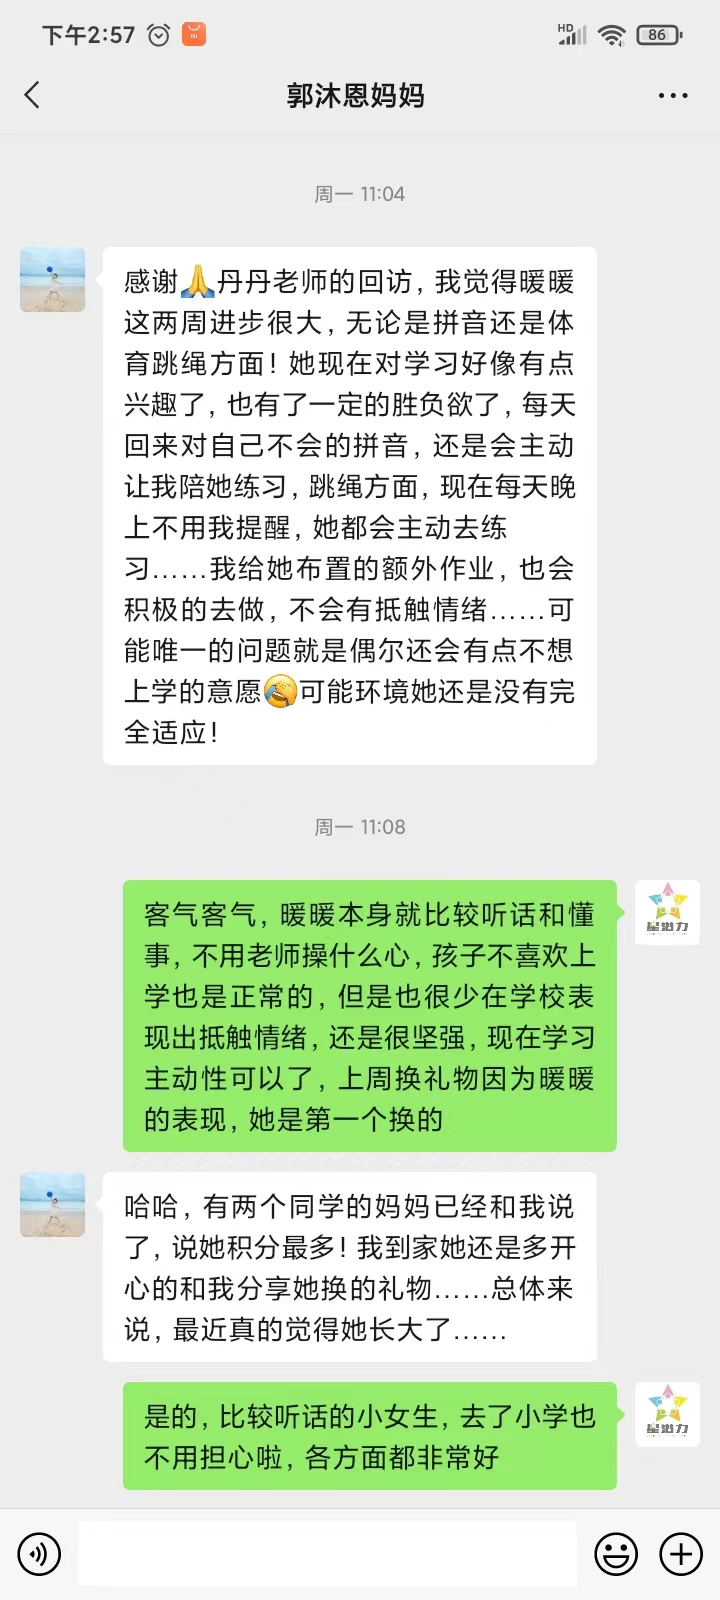 下午2:57
HD
86
郭沐恩妈妈
周一 11:04
感谢🙏丹丹老师的回访，我觉得暖暖
这两周进步很大，无论是拼音还是体
育跳绳方面！她现在对学习好像有点
兴趣了，也有了一定的胜负欲了，每天
回来对自己不会的拼音，还是会主动
让我陪她练习，跳绳方面，现在每天晚
上不用我提醒，她都会主动去练
习……我给她布置的额外作业，也会
积极的去做，不会有抵触情绪……可
能唯一的问题就是偶尔还会有点不想
上学的意愿🤦可能环境她还是没有完
全适应！
周一 11:08
客气客气，暖暖本身就比较听话和懂
事，不用老师操什么心，孩子不喜欢上
学也是正常的，但是也很少在学校表
现出抵触情绪，还是很坚强，现在学习
主动性可以了，上周换礼物因为暖暖
的表现，她是第一个换的
星潜力
哈哈，有两个同学的妈妈已经和我说
了，说她积分最多！我到家她还是多开
心的和我分享她换的礼物……总体来
说，最近真的觉得她长大了……
是的，比较听话的小女生，去了小学也
不用担心啦，各方面都非常好
星潜力